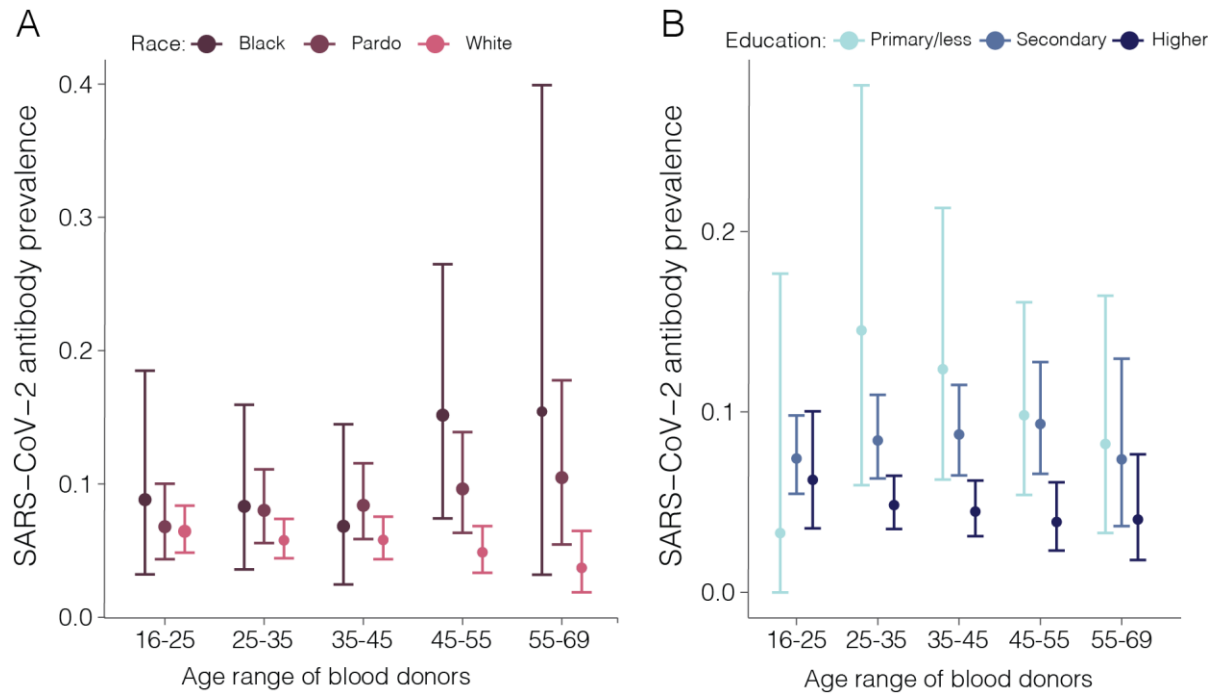 A
Race: Black Pardo White
SARS-CoV-2 antibody prevalence
0.4
0.3
0.2
0.1
0.0
16-25 25-35 35-45 45-55 55-69
Age range of blood donors
B
Education: Primary/less Secondary Higher
SARS-CoV-2 antibody prevalence
0.2
0.1
0.0
16-25 25-35 35-45 45-55 55-69
Age range of blood donors